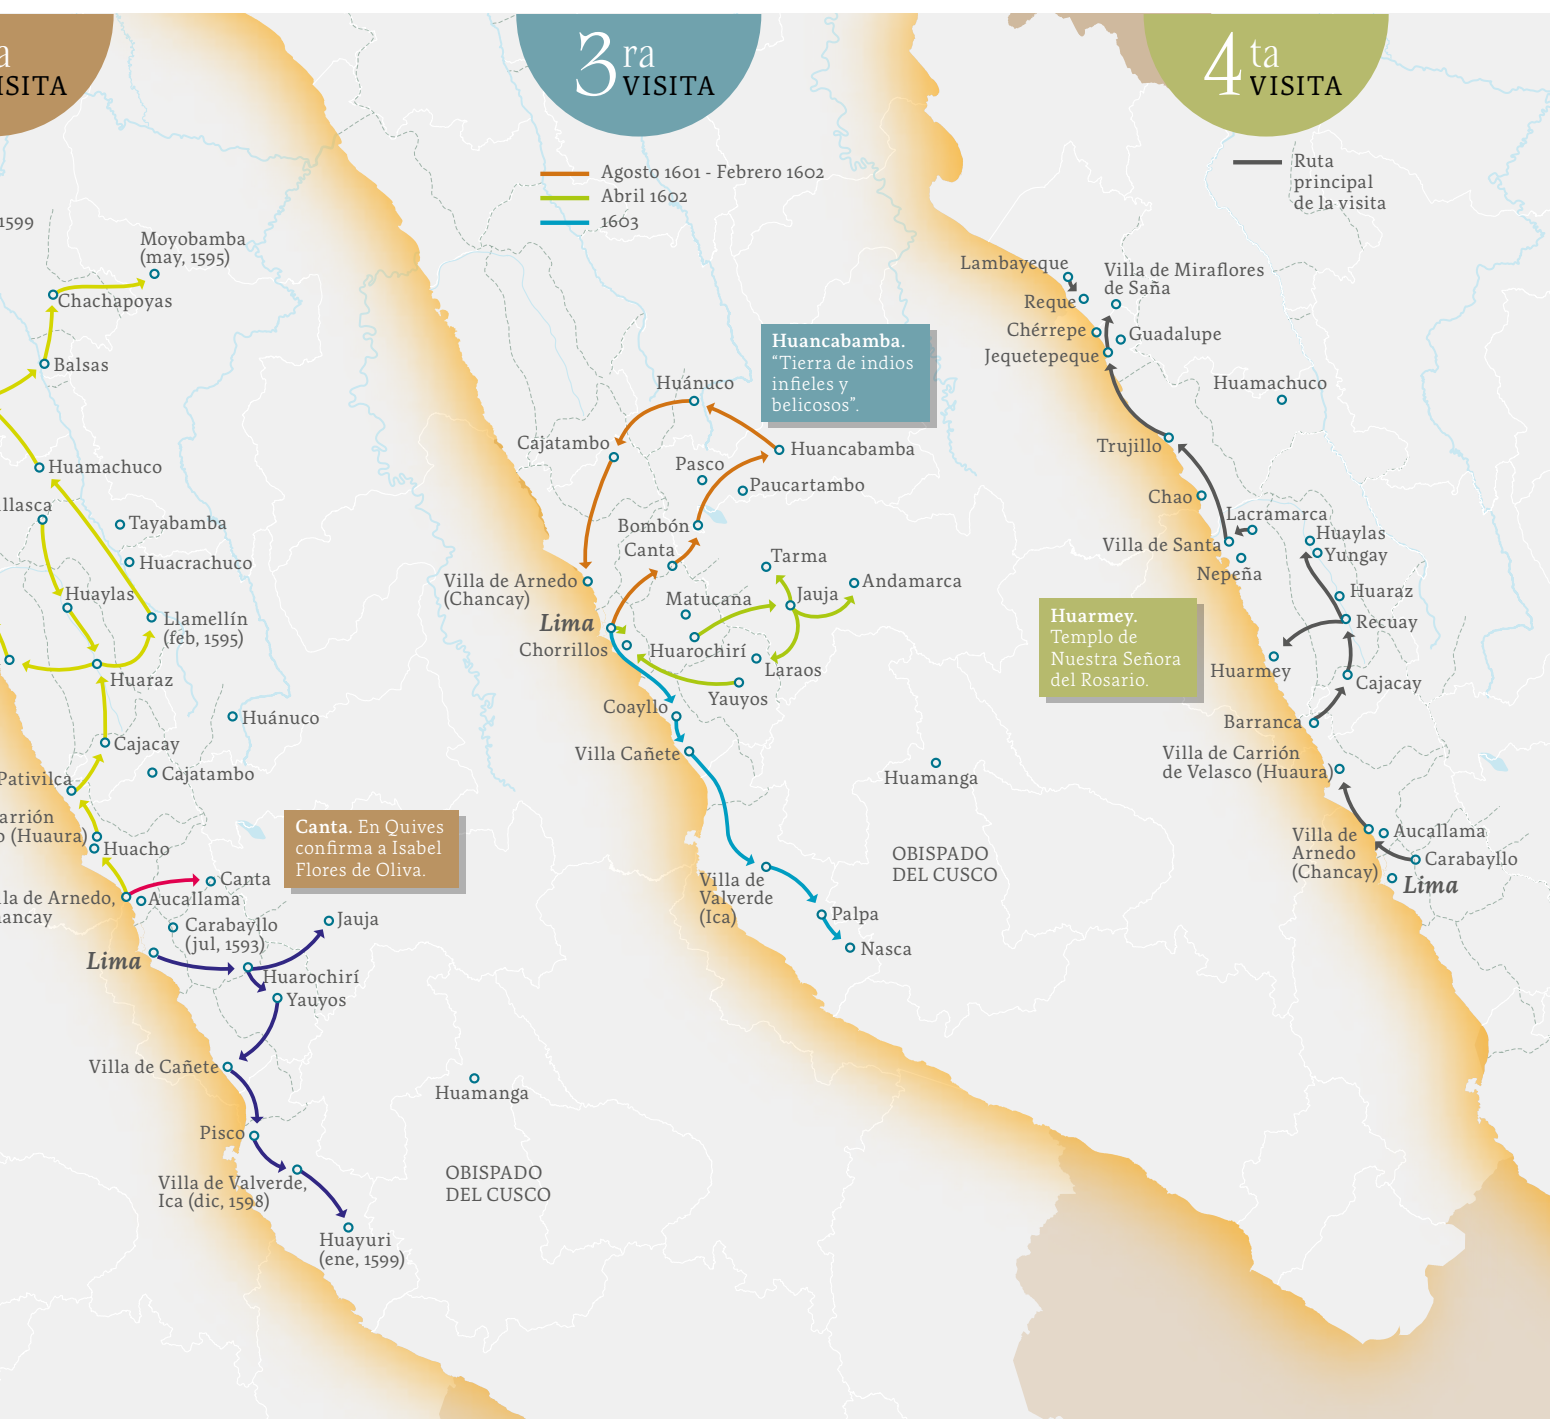 a
ISITA
1599
Moyobamba
(may, 1595)
Chachapoyas
Balsas
Huamachuco
llasca
Tayabamba
Huacrachuco
Huaylas
Llamellín
(feb, 1595)
Huaraz
Huánuco
Cajacay
Cajatambo
Pativilca
arrión
o (Huaura)
Huacho
Canta. En Quives
confirma a Isabel
Flores de Oliva.
Canta
lla de Arnedo,
hancay
Aucallama
Carabayllo
(jul, 1593)
Jauja
Lima
Huarochirí
Yauyos
Villa de Cañete
Huamanga
Pisco
Villa de Valverde,
Ica (dic, 1598)
OBISPADO
DEL CUSCO
Huayuri
(ene, 1599)
3ra
VISITA
Agosto 1601 - Febrero 1602
Abril 1602
1603
Huancabamba.
“Tierra de indios
infieles y
belicosos”.
Huánuco
Cajatambo
Huancabamba
Pasco
Paucartambo
Bombón
Canta
Tarma
Villa de Arnedo
(Chancay)
Andamarca
Matucana
Jauja
Lima
Chorrillos
Huarochirí
Laraos
Yauyos
Coayllo
Villa Cañete
Huamanga
OBISPADO
DEL CUSCO
Villa de
Valverde
(Ica)
Palpa
Nasca
4ta
VISITA
Ruta
principal
de la visita
Lambayeque
Villa de Miraflores
de Saña
Reque
Chérrepe
Guadalupe
Jequetepeque
Huamachuco
Trujillo
Chao
Lacramarca
Huaylas
Villa de Santa
Yungay
Nepeña
Huaraz
Huarmey.
Templo de
Nuestra Señora
del Rosario.
Recuay
Huarmey
Cajacay
Barranca
Villa de Carrión
de Velasco (Huaura)
Villa de
Arnedo
(Chancay)
Aucallama
Carabayllo
Lima